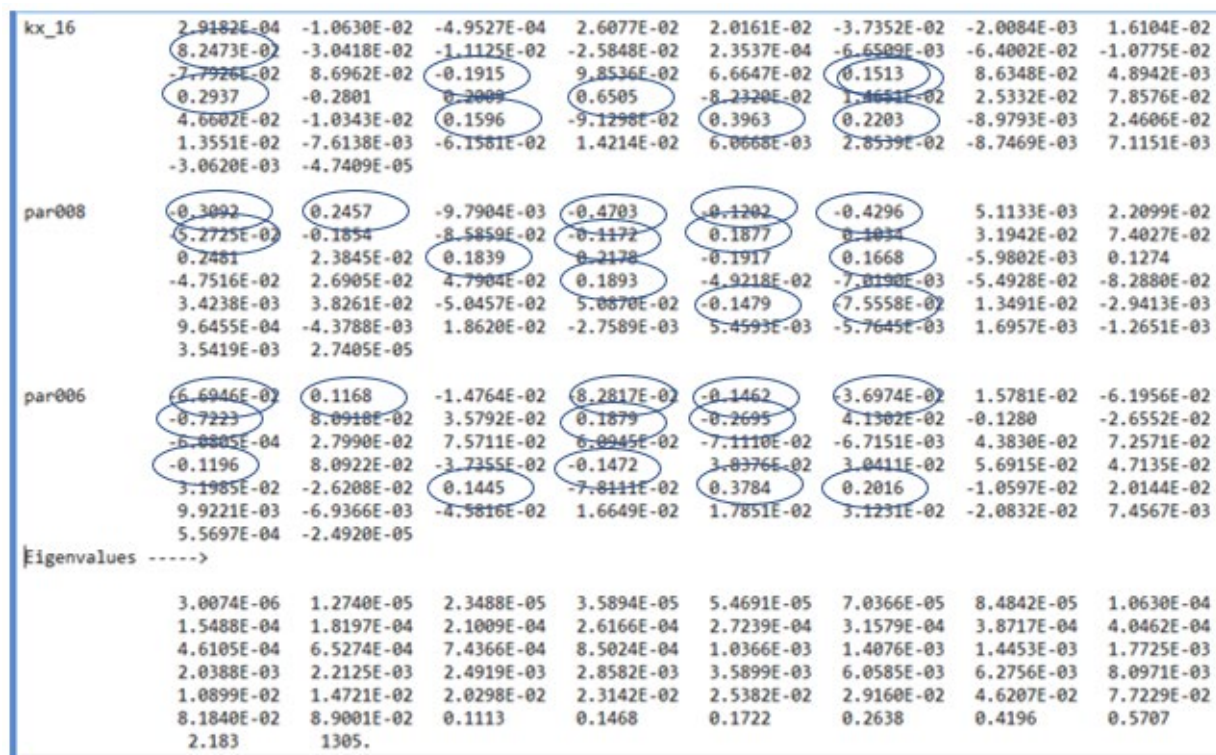 kx_16 2.9182E-04 -1.0630E-02 -4.9527E-04 2.6077E-02 2.0161E-02 -3.7352E-02 -2.0084E-03 1.6104E-02
8.2473E-02 -3.0418E-02 -1.1125E-02 -2.5848E-02 2.3537E-04 -6.6509E-03 -6.4002E-02 -1.0775E-02
-7.7926E-02 8.6962E-02 -0.1915 9.8536E-02 6.6647E-02 0.1513 8.6348E-02 4.8942E-03
0.2937 -0.2801 0.2009 0.6505 -8.2320E-02 1.4651E-02 2.5332E-02 7.8576E-02
4.6602E-02 -1.0343E-02 0.1596 -9.1298E-02 0.3963 0.2203 -8.9793E-03 2.4606E-02
1.3551E-02 -7.6138E-03 -6.1581E-02 1.4214E-02 6.0668E-03 2.8539E-02 -8.7469E-03 7.1151E-03
-3.0620E-03 -4.7409E-05
par008 -0.3092 0.2457 -9.7904E-03 -0.4703 -0.1202 -0.4296 5.1133E-03 2.2099E-02
-5.2725E-02 -0.1854 -8.5859E-02 -0.1172 0.1877 0.1034 3.1942E-02 7.4027E-02
0.2481 2.3845E-02 0.1839 0.2178 -0.1917 0.1668 -5.9802E-03 0.1274
-4.7516E-02 2.6905E-02 4.7904E-02 0.1893 -4.9218E-02 -7.0190E-03 -5.4928E-02 -8.2880E-02
3.4238E-03 3.8261E-02 -5.0457E-02 5.0870E-02 -0.1479 -7.5558E-02 1.3491E-02 -2.9413E-02
9.6455E-04 -4.3788E-03 1.8620E-02 -2.7589E-03 5.4593E-03 -5.7645E-03 1.6957E-03 -1.2651E-03
3.5419E-03 2.7405E-05
par006 -6.6946E-02 0.1168 -1.4764E-02 -8.2817E-02 -0.1462 -3.6974E-02 1.5781E-02 -6.1956E-02
-0.7223 8.0918E-02 3.5792E-02 0.1879 -0.2695 4.1302E-02 -0.1280 -2.6552E-02
-6.0805E-04 2.7990E-02 7.5711E-02 6.0945E-02 -7.1110E-02 -6.7151E-03 4.3830E-02 7.2571E-02
-0.1196 8.0922E-02 -3.7355E-02 -0.1472 3.8376E-02 3.0411E-02 5.6915E-02 4.7135E-02
3.1985E-02 -2.6208E-02 0.1445 -7.8111E-02 0.3784 0.2016 -1.0597E-02 2.0144E-02
9.9221E-03 -6.9366E-03 -4.5816E-02 1.6649E-02 1.7851E-02 3.1231E-02 -2.0832E-02 7.4567E-03
5.5697E-04 -2.4920E-05
Eigenvalues ----->
3.0074E-06 1.2740E-05 2.3488E-05 3.5894E-05 5.4691E-05 7.0366E-05 8.4842E-05 1.0630E-04
1.5488E-04 1.8197E-04 2.1009E-04 2.6166E-04 2.7239E-04 3.1579E-04 3.8717E-04 4.0462E-04
4.6105E-04 6.5274E-04 7.4366E-04 8.5024E-04 1.0366E-03 1.4076E-03 1.4453E-03 1.7725E-03
2.0388E-03 2.2125E-03 2.4919E-03 2.8582E-03 3.5899E-03 6.0585E-03 6.2756E-03 8.0971E-03
1.0899E-02 1.4721E-02 2.0298E-02 2.3142E-02 2.5382E-02 2.9160E-02 4.6207E-02 7.7229E-02
8.1840E-02 8.9001E-02 0.1113 0.1468 0.1722 0.2638 0.4196 0.5707
2.183 1305.